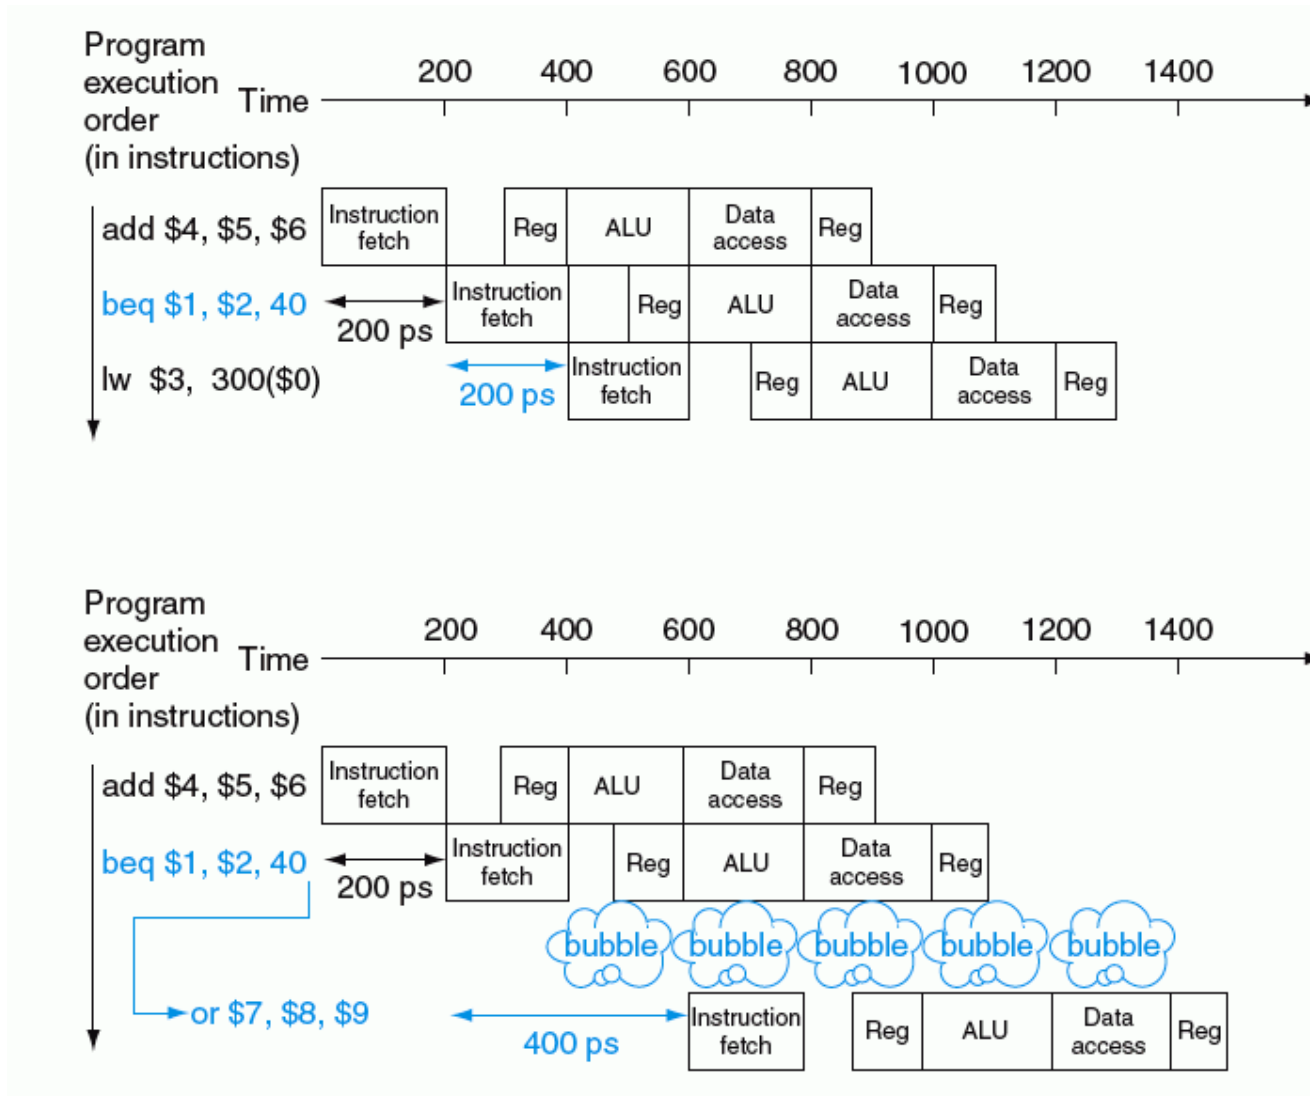 Program
execution
order
(in instructions)
Time
200 400 600 800 1000 1200 1400
add $4, $5, $6
Instruction
fetch
Reg
ALU
Data
access
Reg
beq $1, $2, 40
200 ps
Instruction
fetch
Reg
ALU
Data
access
Reg
lw $3, 300($0)
200 ps
Instruction
fetch
Reg
ALU
Data
access
Reg
Program
execution
order
(in instructions)
Time
200 400 600 800 1000 1200 1400
add $4, $5, $6
Instruction
fetch
Reg
ALU
Data
access
Reg
beq $1, $2, 40
200 ps
Instruction
fetch
Reg
ALU
Data
access
Reg
bubble bubble bubble bubble bubble
or $7, $8, $9
400 ps
Instruction
fetch
Reg
ALU
Data
access
Reg